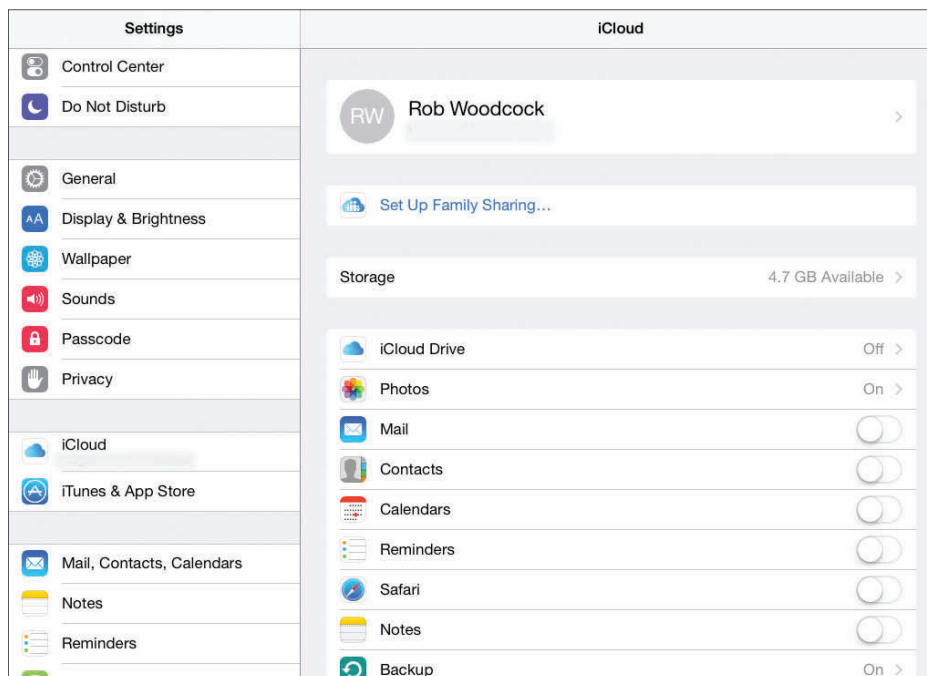 Settings
Control Center
Do Not Disturb
General
AA Display & Brightness
Wallpaper
Sounds
Passcode
Privacy
iCloud
iTunes & App Store
Mail, Contacts, Calendars
Notes
Reminders
iCloud
RW Rob Woodcock
Set Up Family Sharing...
Storage 4.7 GB Available
iCloud Drive Off
Photos On
Mail
Contacts
Calendars
Reminders
Safari
Notes
Backup On